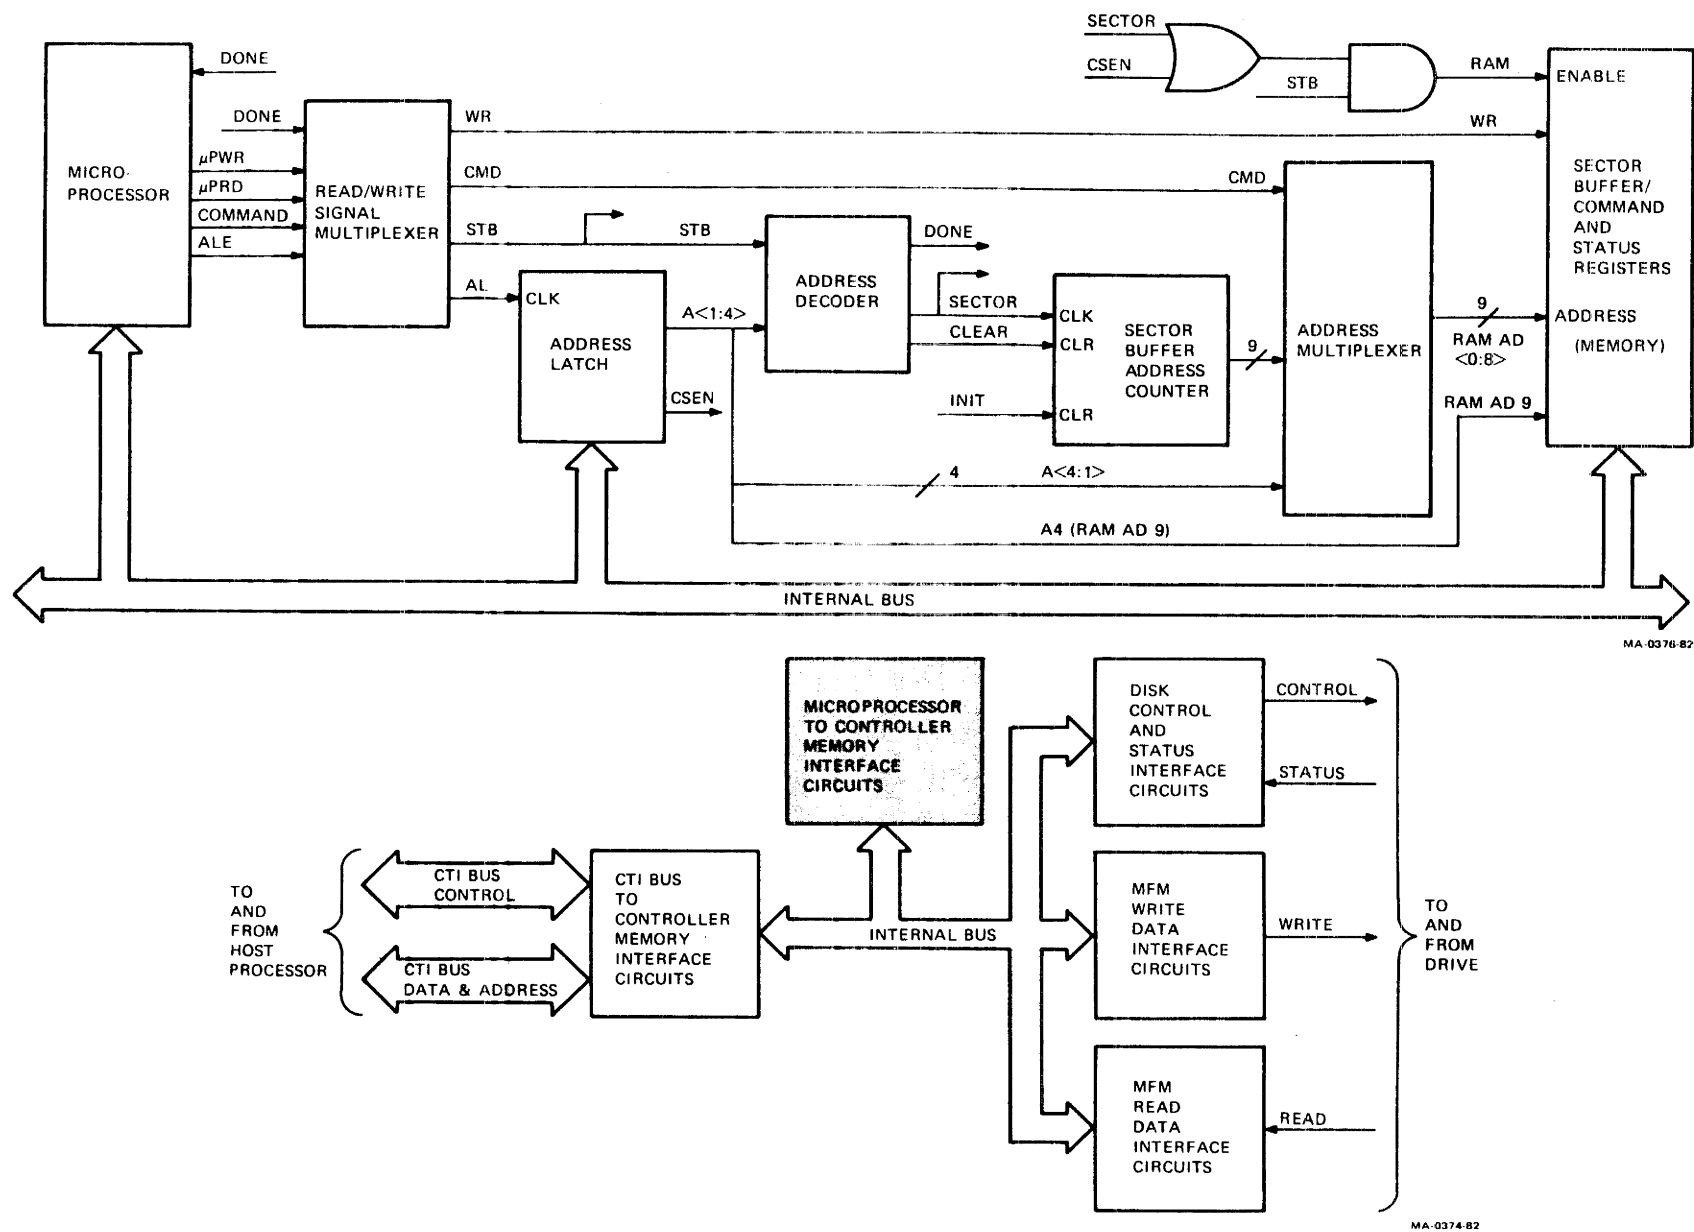 SECTOR
CSEN
STB
RAM
ENABLE
DONE
DONE
WR
WR
MICRO-
PROCESSOR
µPWR
µPRD
COMMAND
ALE
READ/WRITE
SIGNAL
MULTIPLEXER
CMD
CMD
STB
STB
AL
CLK
ADDRESS
LATCH
A<1:4>
CSEN
ADDRESS
DECODER
DONE
SECTOR
CLEAR
INIT
CLK
CLR
CLR
SECTOR
BUFFER
ADDRESS
COUNTER
9
ADDRESS
MULTIPLEXER
9
RAM AD
<0:8>
RAM AD 9
SECTOR
BUFFER/
COMMAND
AND
STATUS
REGISTERS
ADDRESS
(MEMORY)
4
A<4:1>
A4 (RAM AD 9)
INTERNAL BUS
MA-0376-82
MICROPROCESSOR
TO CONTROLLER
MEMORY
INTERFACE
CIRCUITS
DISK
CONTROL
AND
STATUS
INTERFACE
CIRCUITS
CONTROL
STATUS
TO
AND
FROM
HOST
PROCESSOR
CTI BUS
CONTROL
CTI BUS
DATA & ADDRESS
CTI BUS
TO
CONTROLLER
MEMORY
INTERFACE
CIRCUITS
INTERNAL BUS
MFM
WRITE
DATA
INTERFACE
CIRCUITS
WRITE
TO
AND
FROM
DRIVE
MFM
READ
DATA
INTERFACE
CIRCUITS
READ
MA-0374-82